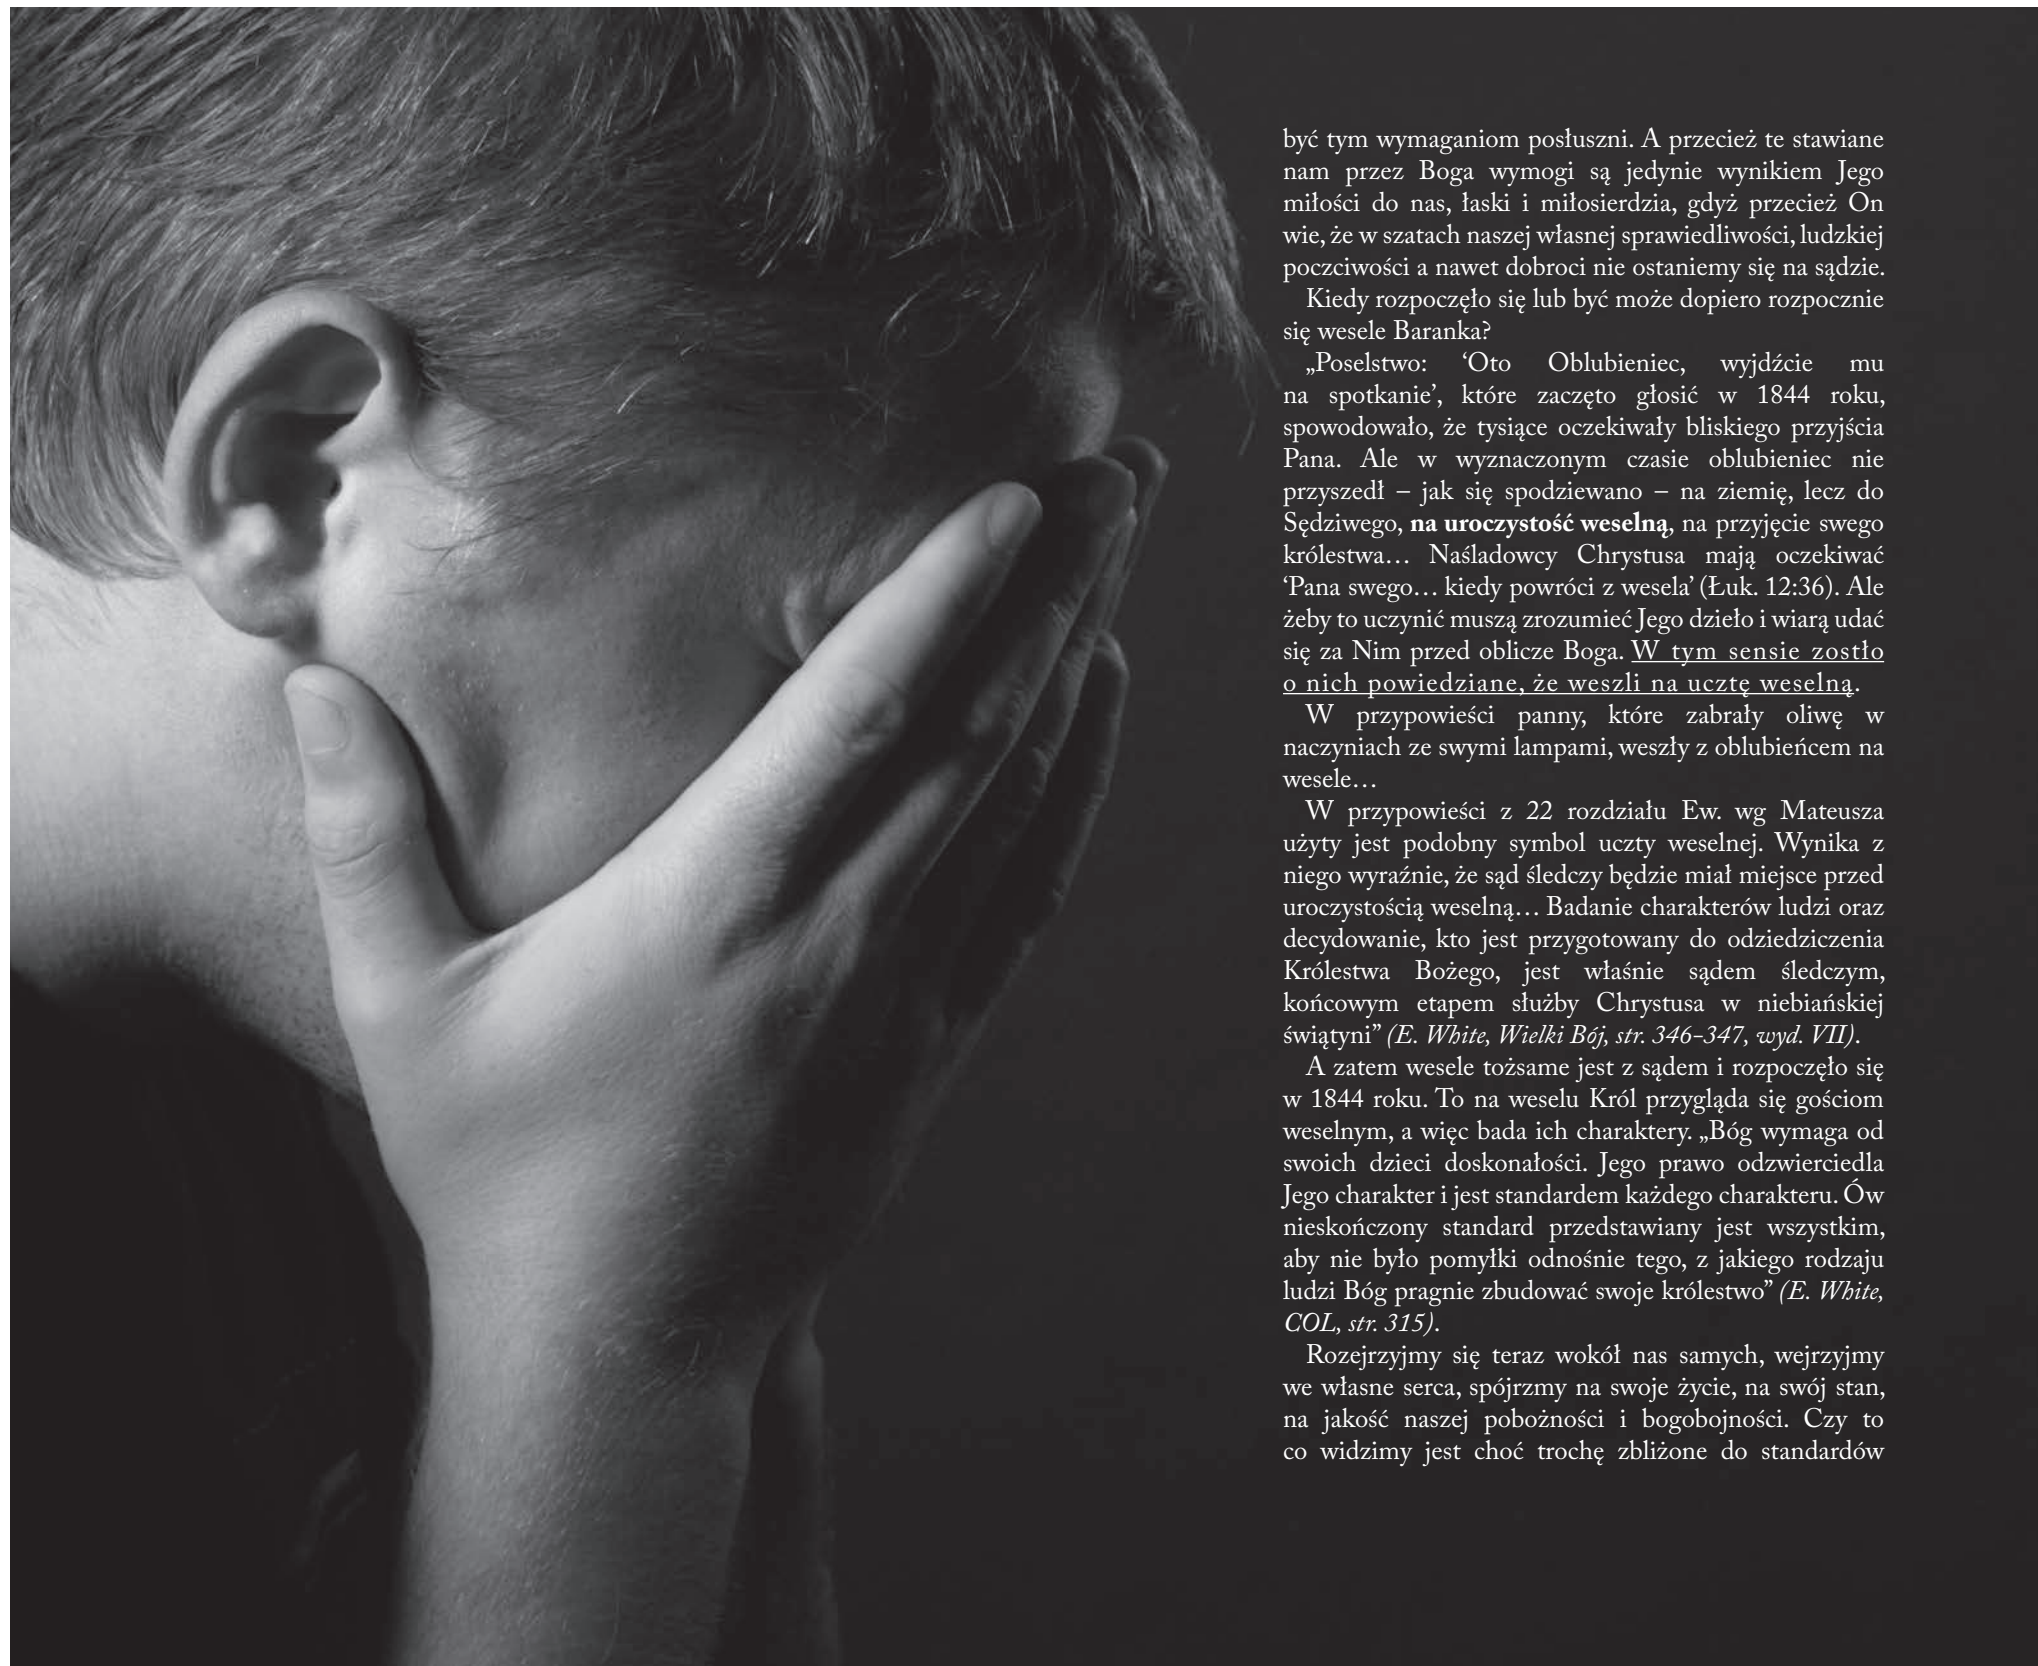 być tym wymaganiom posłuszni. A przecież te stawiane
nam przez Boga wymogi są jedynie wynikiem Jego
miłości do nas, łaski i miłosierdzia, gdyż przecież On
wie, że w szatach naszej własnej sprawiedliwości, ludzkiej
poczciwości a nawet dobroci nie ostaniemy się na sądzie.
Kiedy rozpoczęło się lub być może dopiero rozpocznie
się wesele Baranka?
„Poselstwo: ‘Oto Oblubieniec, wyjdźcie mu
na spotkanie’, które zaczęto głosić w 1844 roku,
spowodowało, że tysiące oczekiwały bliskiego przyjścia
Pana. Ale w wyznaczonym czasie oblubieniec nie
przyszedł – jak się spodziewano – na ziemię, lecz do
Sędziwego, na uroczystość weselną, na przyjęcie swego
królestwa… Naśladowcy Chrystusa mają oczekiwać
‘Pana swego… kiedy powróci z wesela’ (Łuk. 12:36). Ale
żeby to uczynić muszą zrozumieć Jego dzieło i wiarą udać
się za Nim przed oblicze Boga. W tym sensie zostło
o nich powiedziane, że weszli na ucztę weselną.
W przypowieści panny, które zabrały oliwę w
naczyniach ze swymi lampami, weszły z oblubieńcem na
wesele…
W przypowieści z 22 rozdziału Ew. wg Mateusza
użyty jest podobny symbol uczty weselnej. Wynika z
niego wyraźnie, że sąd śledczy będzie miał miejsce przed
uroczystością weselną… Badanie charakterów ludzi oraz
decydowanie, kto jest przygotowany do odziedziczenia
Królestwa Bożego, jest właśnie sądem śledczym,
końcowym etapem służby Chrystusa w niebiańskiej
świątyni” (E. White, Wielki Bój, str. 346-347, wyd. VII).
A zatem wesele tożsame jest z sądem i rozpoczęło się
w 1844 roku. To na weselu Król przygląda się gościom
weselnym, a więc bada ich charaktery. „Bóg wymaga od
swoich dzieci doskonałości. Jego prawo odzwierciedla
Jego charakter i jest standardem każdego charakteru. Ów
nieskończony standard przedstawiany jest wszystkim,
aby nie było pomyłki odnośnie tego, z jakiego rodzaju
ludzi Bóg pragnie zbudować swoje królestwo” (E. White,
COL, str. 315).
Rozejrzyjmy się teraz wokół nas samych, wejrzyjmy
we własne serca, spójrzmy na swoje życie, na swój stan,
na jakość naszej pobożności i bogobojności. Czy to
co widzimy jest choć trochę zbliżone do standardów